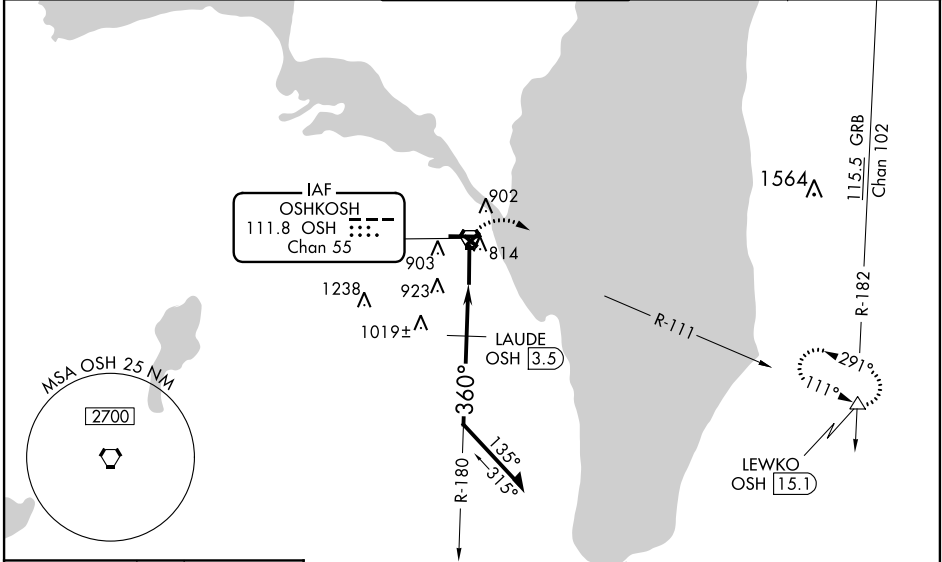 IAF
OSHKOSH
111.8 OSH
Chan 55
902
814
903
923
1238
1019±
1564
115.5 GRB
Chan 102
R-182
R-111
LAUDE
OSH 3.5
360°
135°
315°
R-180
291°
111°
LEWKO
OSH 15.1
MSA OSH 25 NM
2700